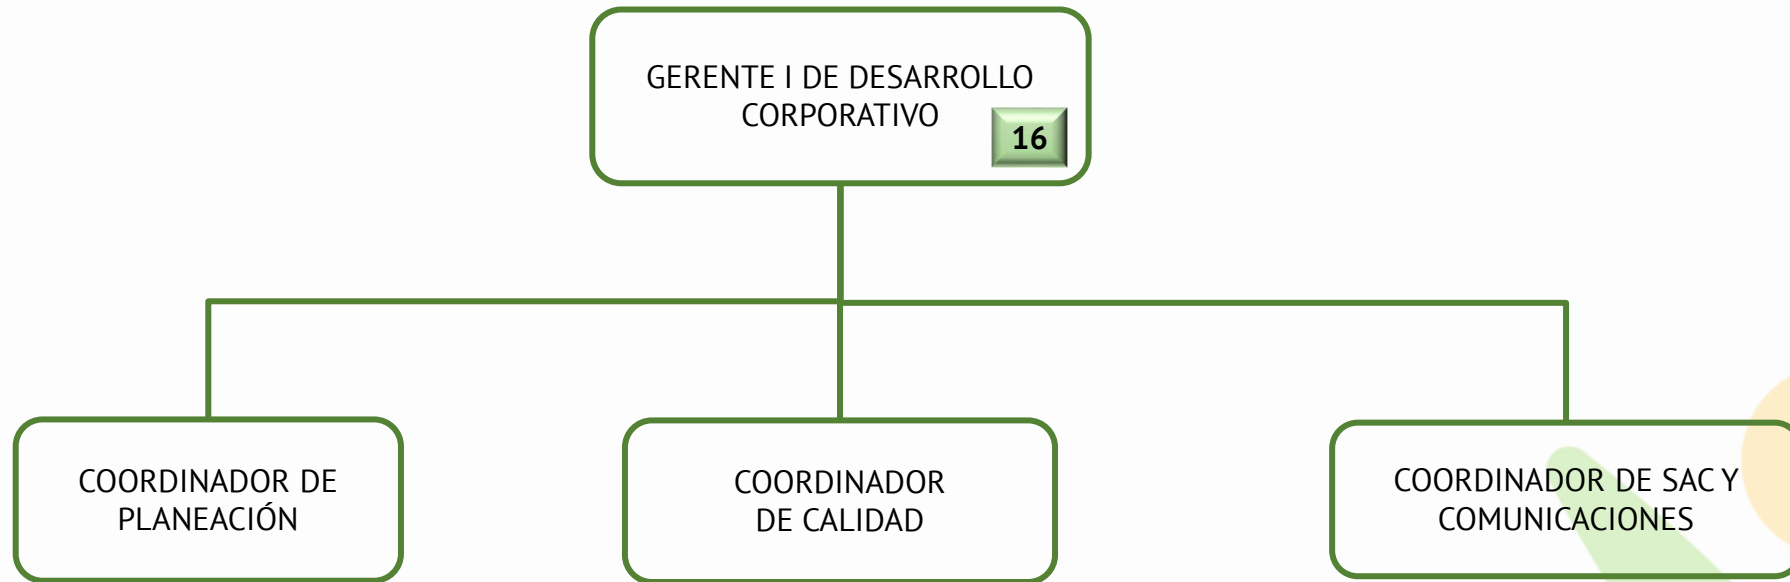 GERENTE I DE DESARROLLO
CORPORATIVO
16
COORDINADOR DE
PLANEACIÓN
COORDINADOR
DE CALIDAD
COORDINADOR DE SAC Y
COMUNICACIONES